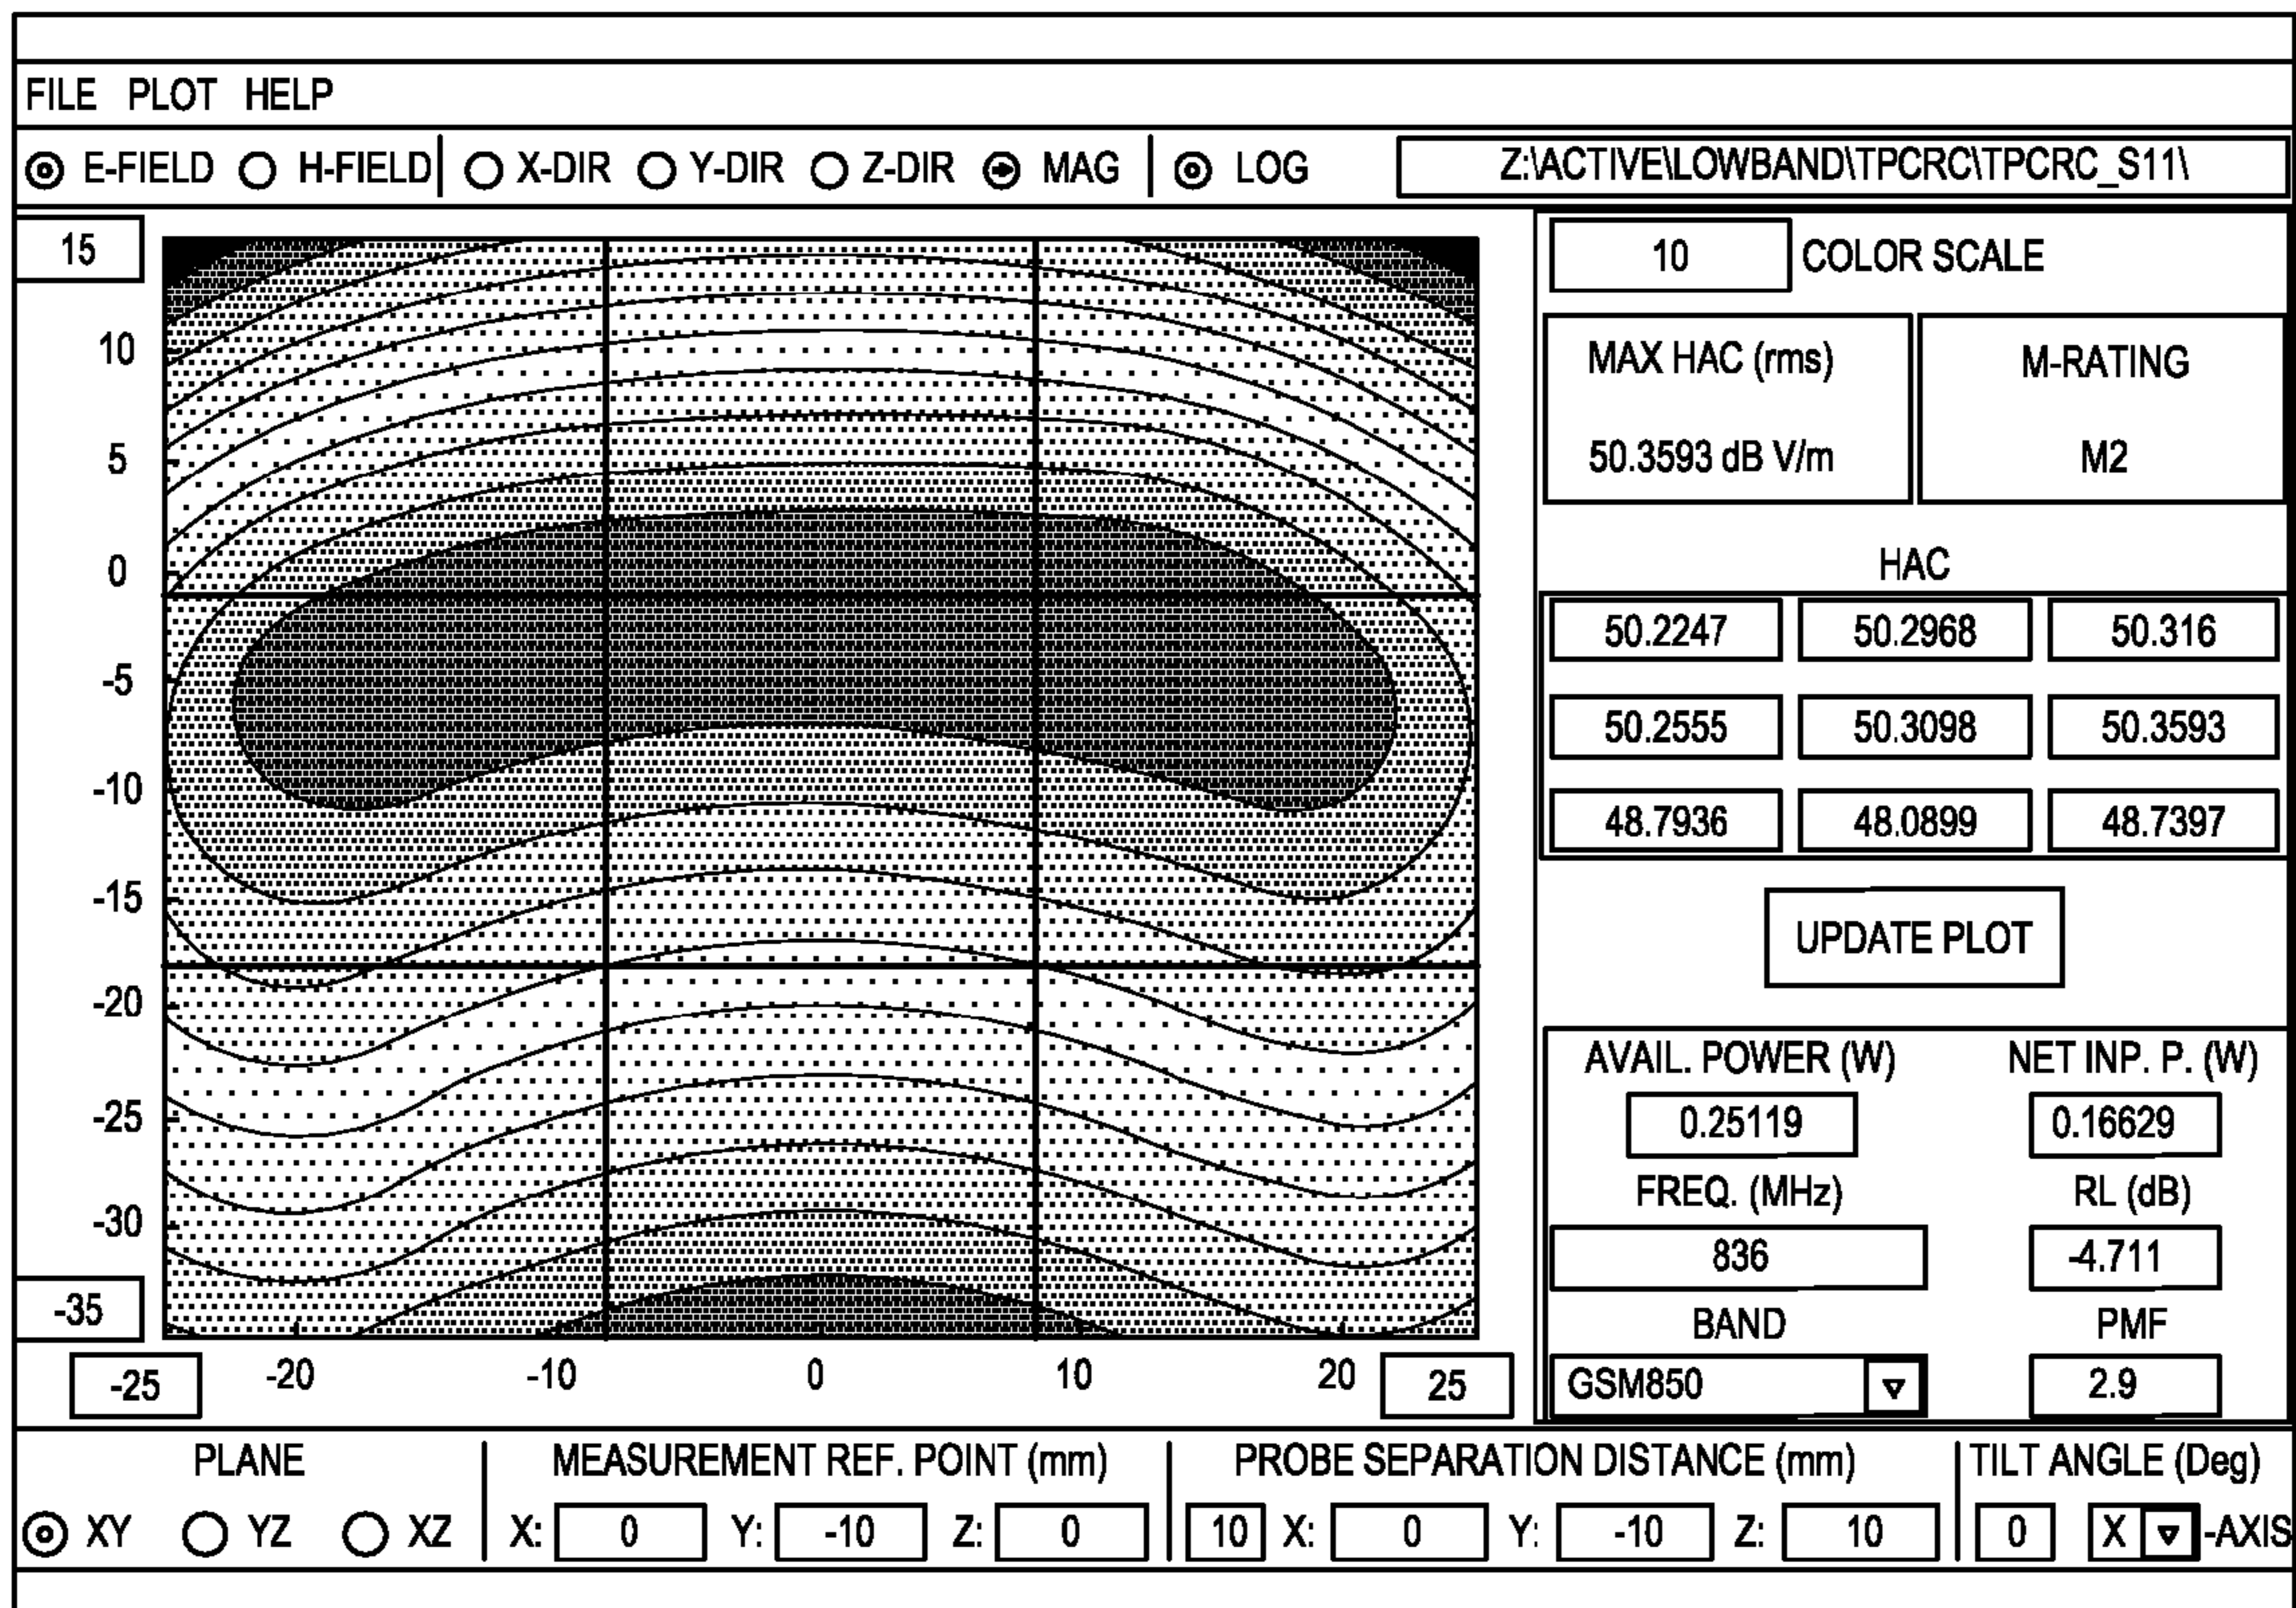 FILE PLOT HELP
E-FIELD H-FIELD X-DIR Y-DIR Z-DIR MAG LOG Z:\ACTIVE\LOWBAND\TPCRC\TPCRC_S11\
15
10
5
0
-5
-10
-15
-20
-25
-30
-35
-25 -20 -10 0 10 20 25
10 COLOR SCALE
MAX HAC (rms) M-RATING
50.3593 dB V/m M2
HAC
50.2247 50.2968 50.316
50.2555 50.3098 50.3593
48.7936 48.0899 48.7397
UPDATE PLOT
AVAIL. POWER (W) NET INP. P. (W)
0.25119 0.16629
FREQ. (MHz) RL (dB)
836 -4.711
BAND PMF
GSM850 2.9
PLANE MEASUREMENT REF. POINT (mm) PROBE SEPARATION DISTANCE (mm) TILT ANGLE (Deg)
XY YZ XZ X: 0 Y: -10 Z: 0 10 X: 0 Y: -10 Z: 10 0 X -AXIS